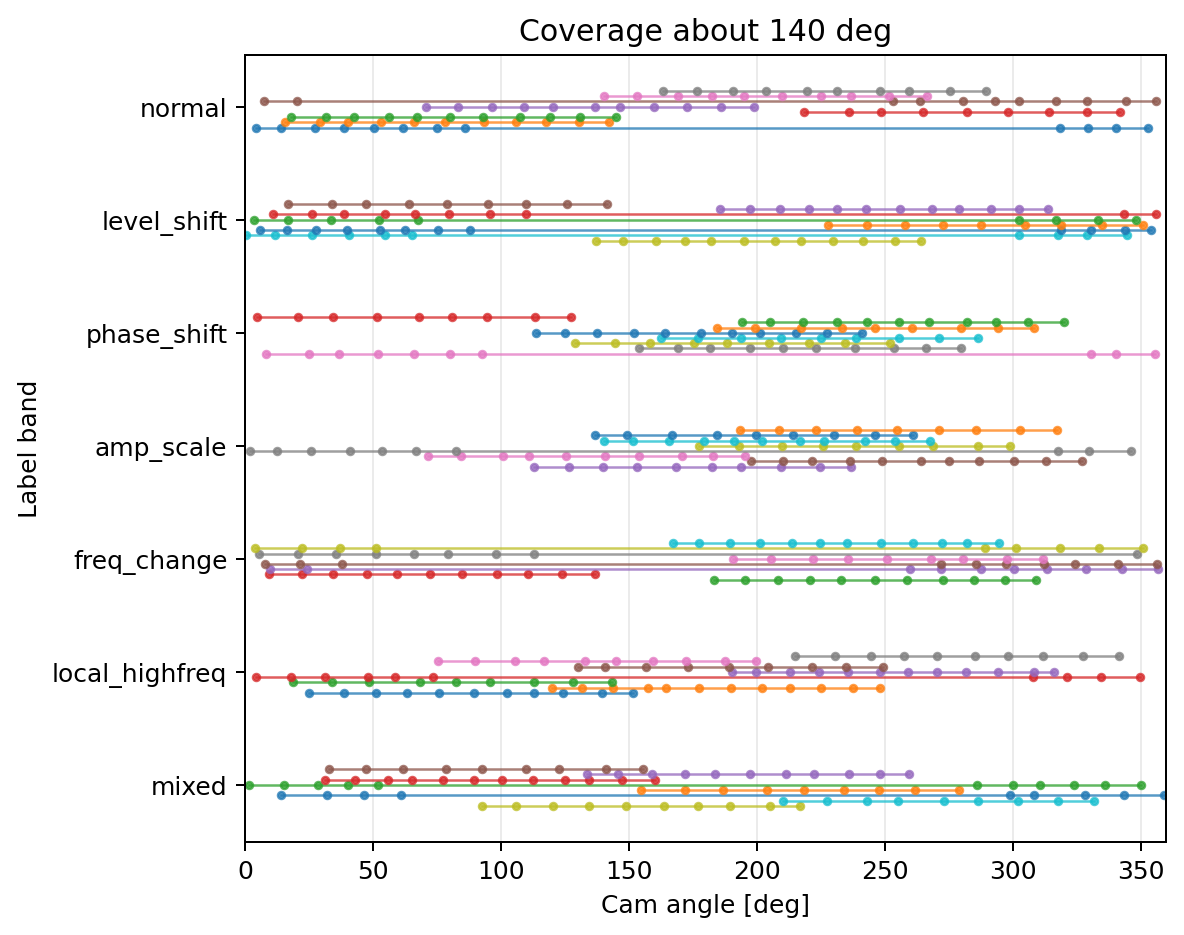 Coverage about 140 deg
Label band
normal
level_shift
phase_shift
amp_scale
freq_change
local_highfreq
mixed
0 50 100 150 200 250 300 350
Cam angle [deg]